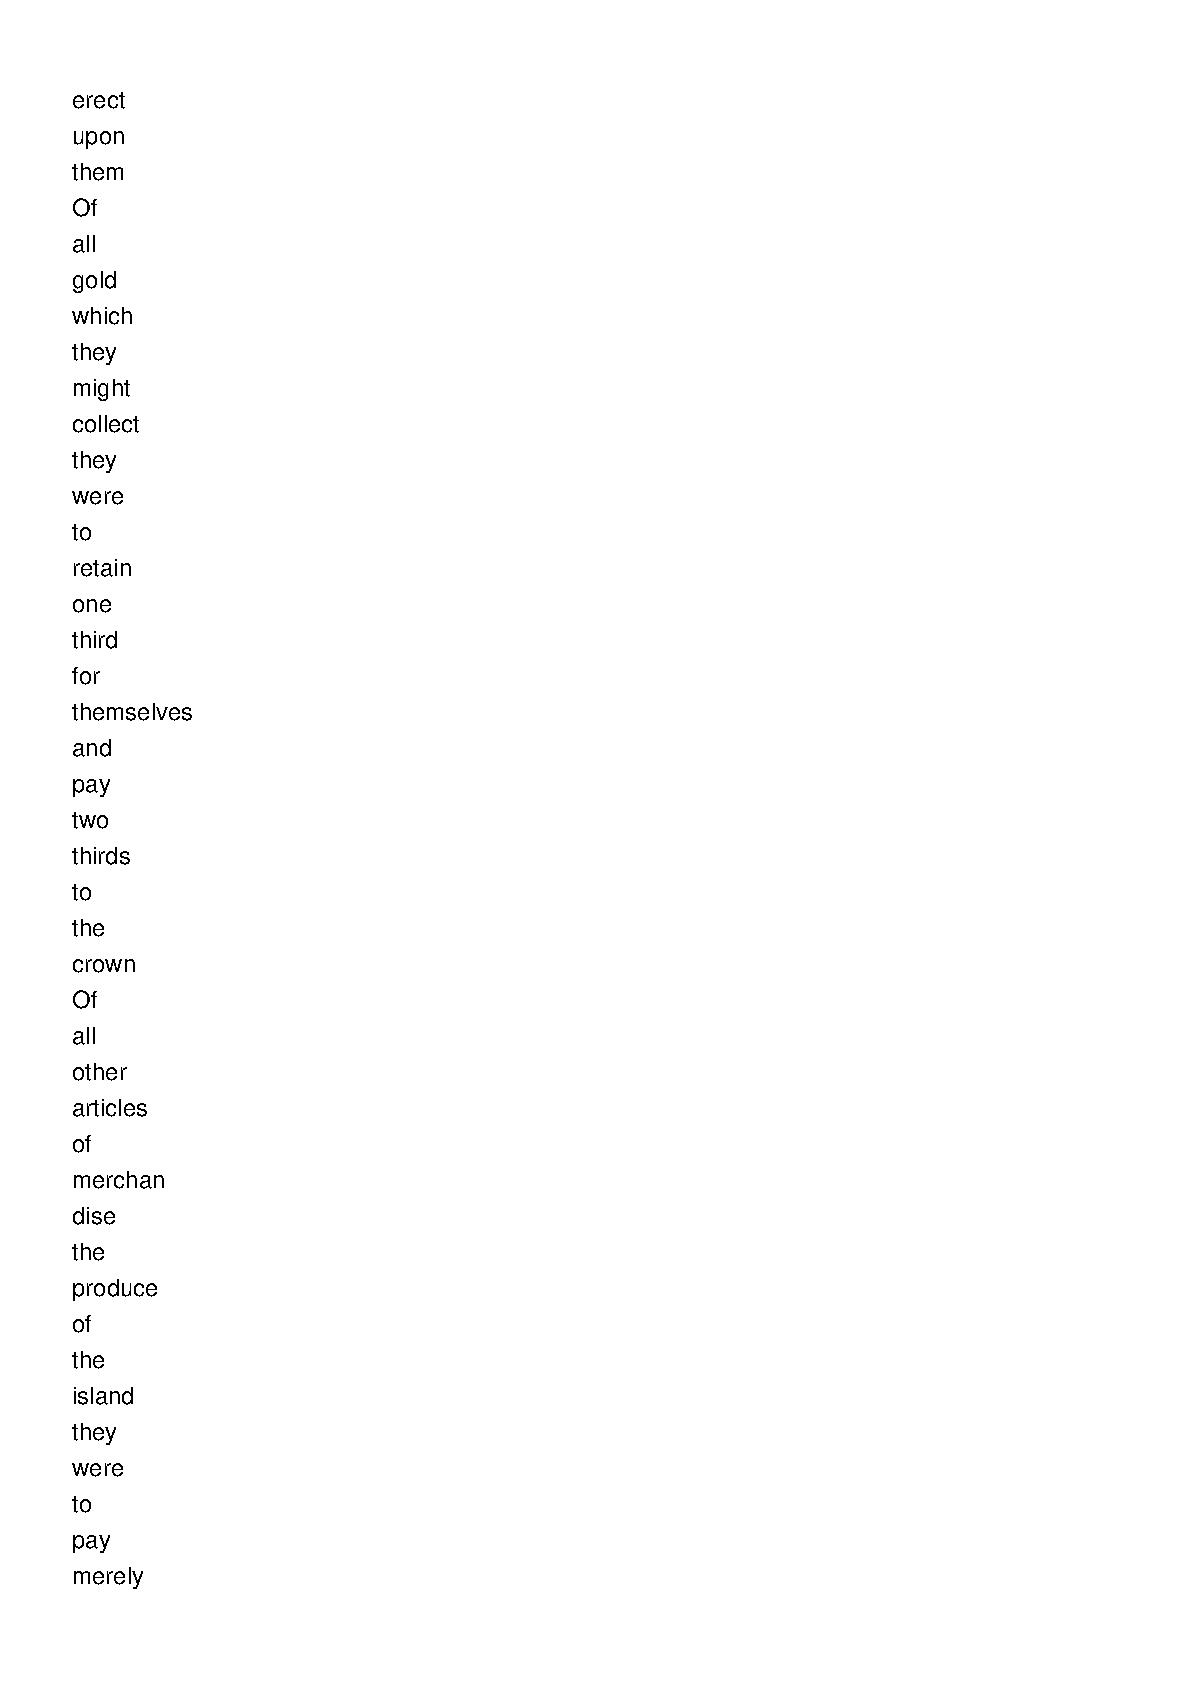 erect
upon
them
Of
all
gold
which
they
might
collect
they
were
to
retain
one
third
for
themselves
and
pay
two
thirds
to
the
crown
Of
all
other
articles
of
merchan
dise
the
produce
of
the
island
they
were
to
pay
merely